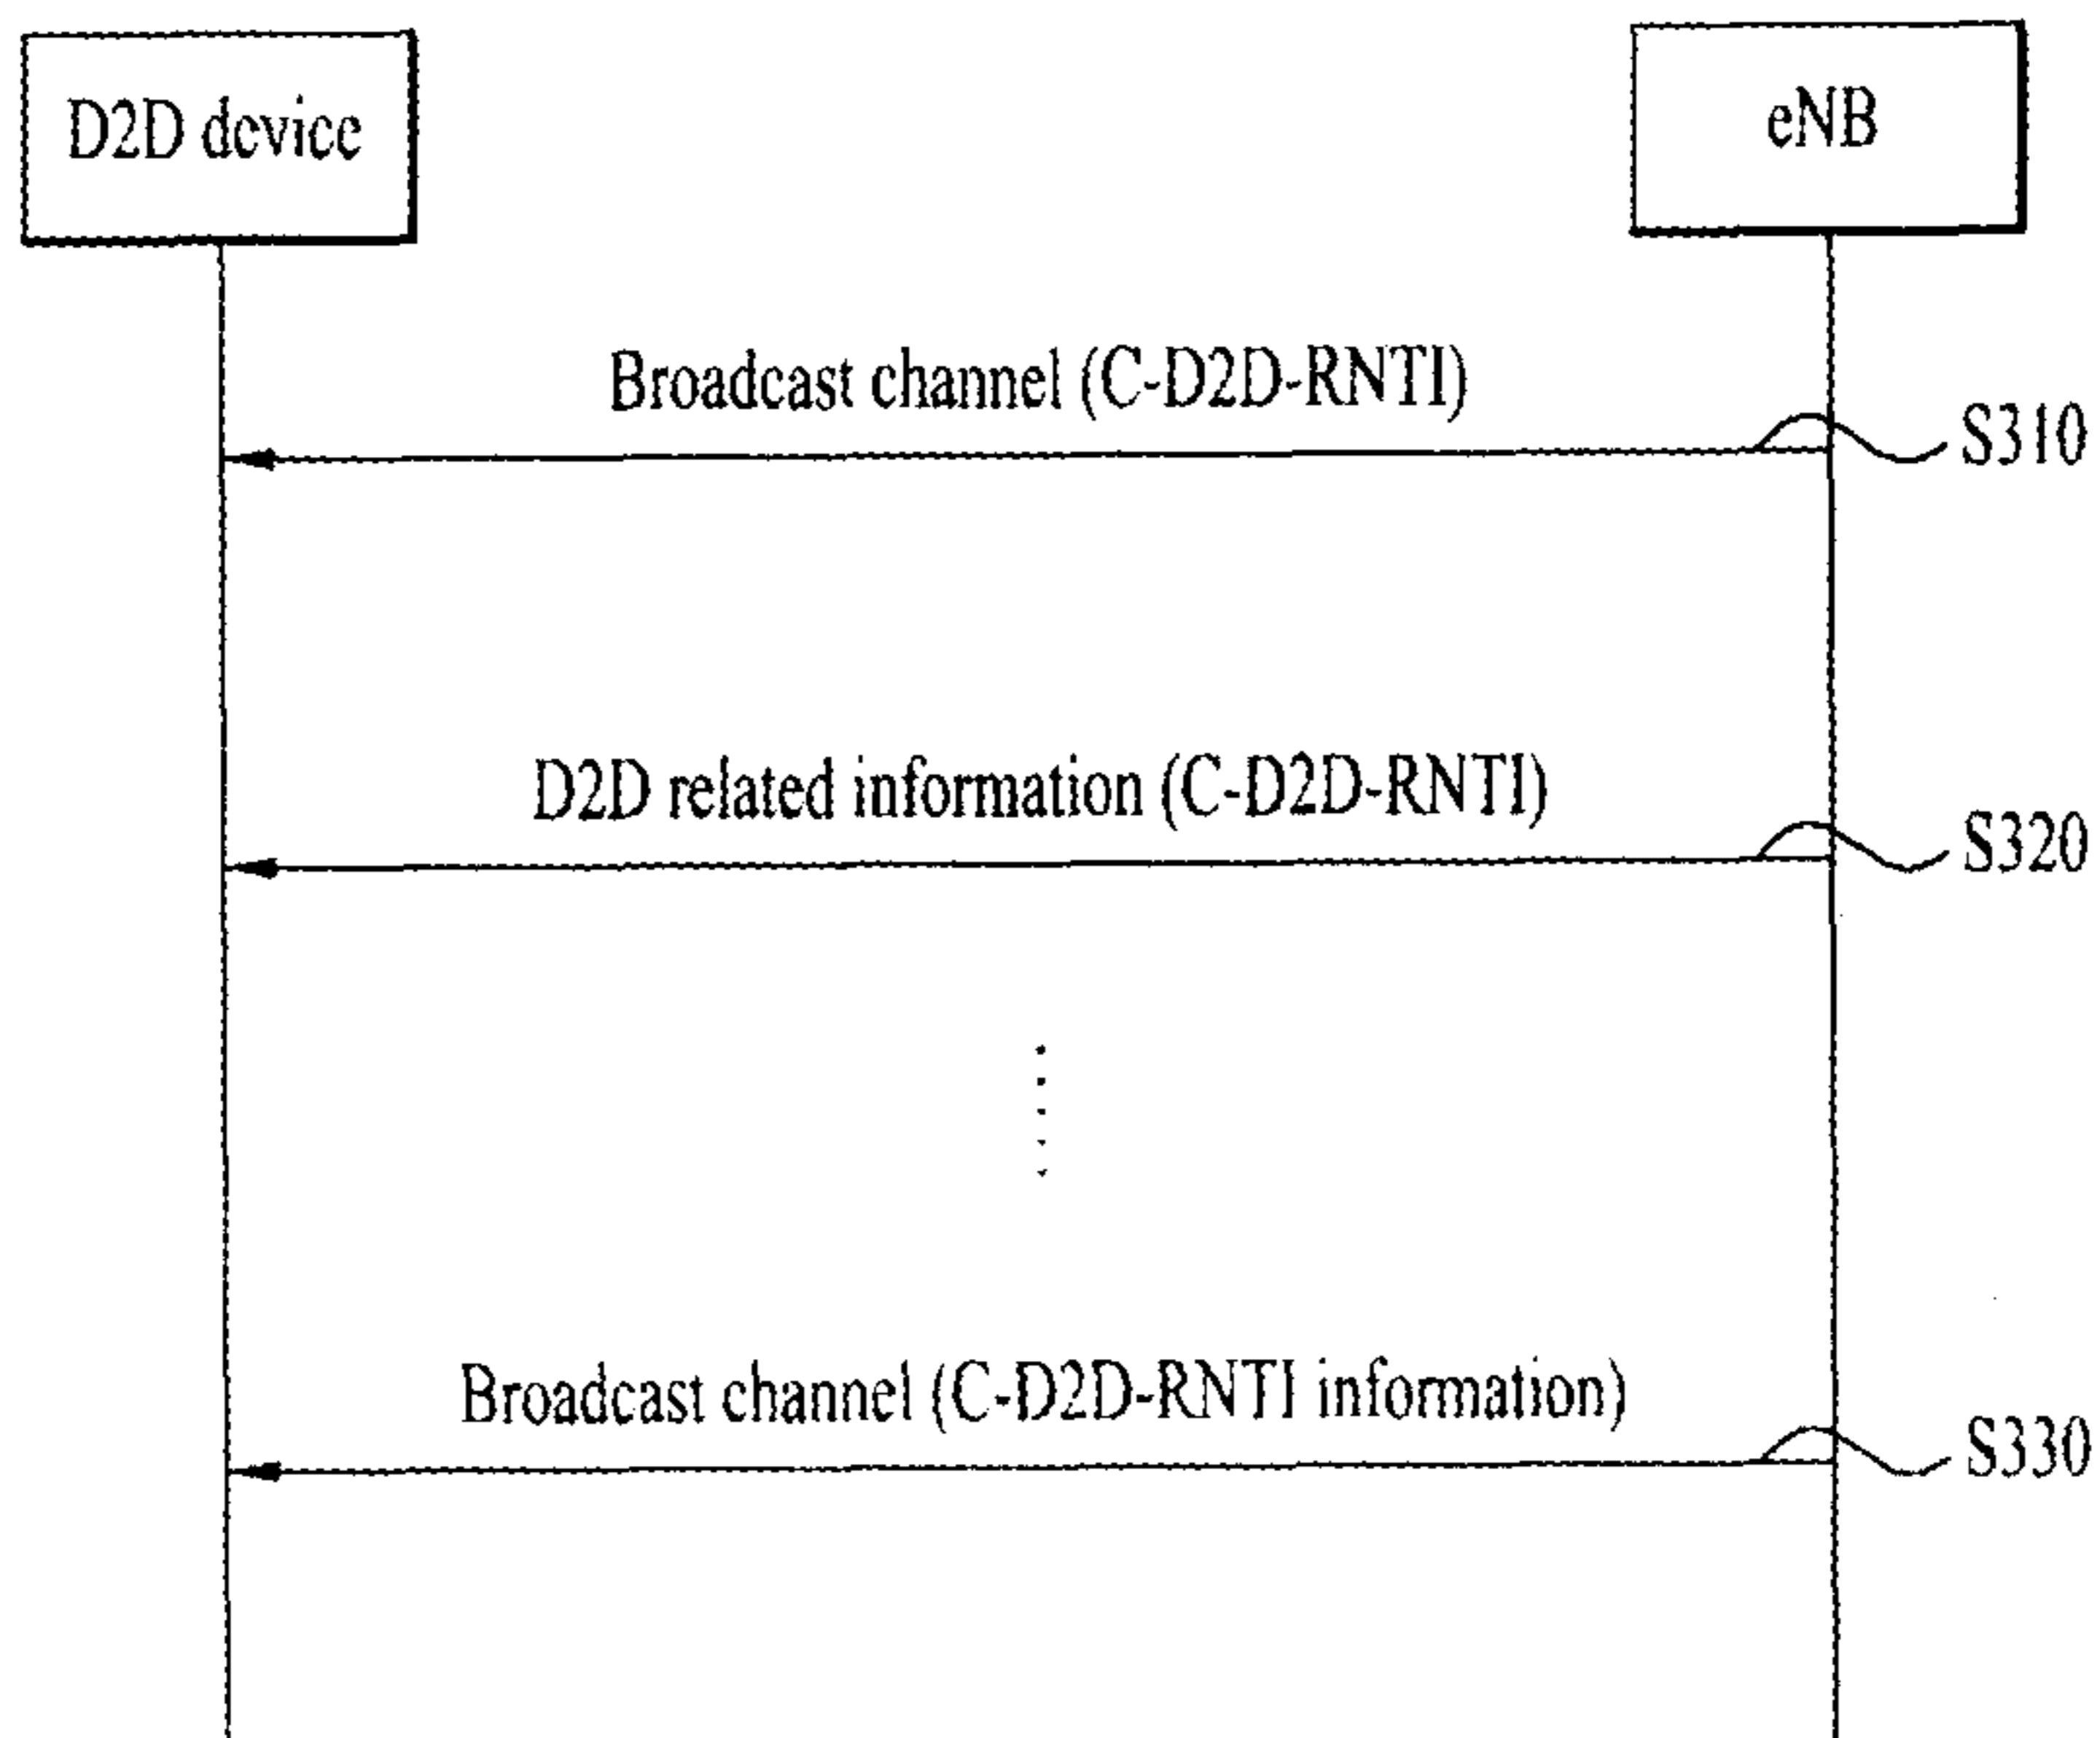 D2D device
eNB
Broadcast channel (C-D2D-RNTI)
S310
D2D related information (C-D2D-RNTI)
S320
Broadcast channel (C-D2D-RNTI information)
S330